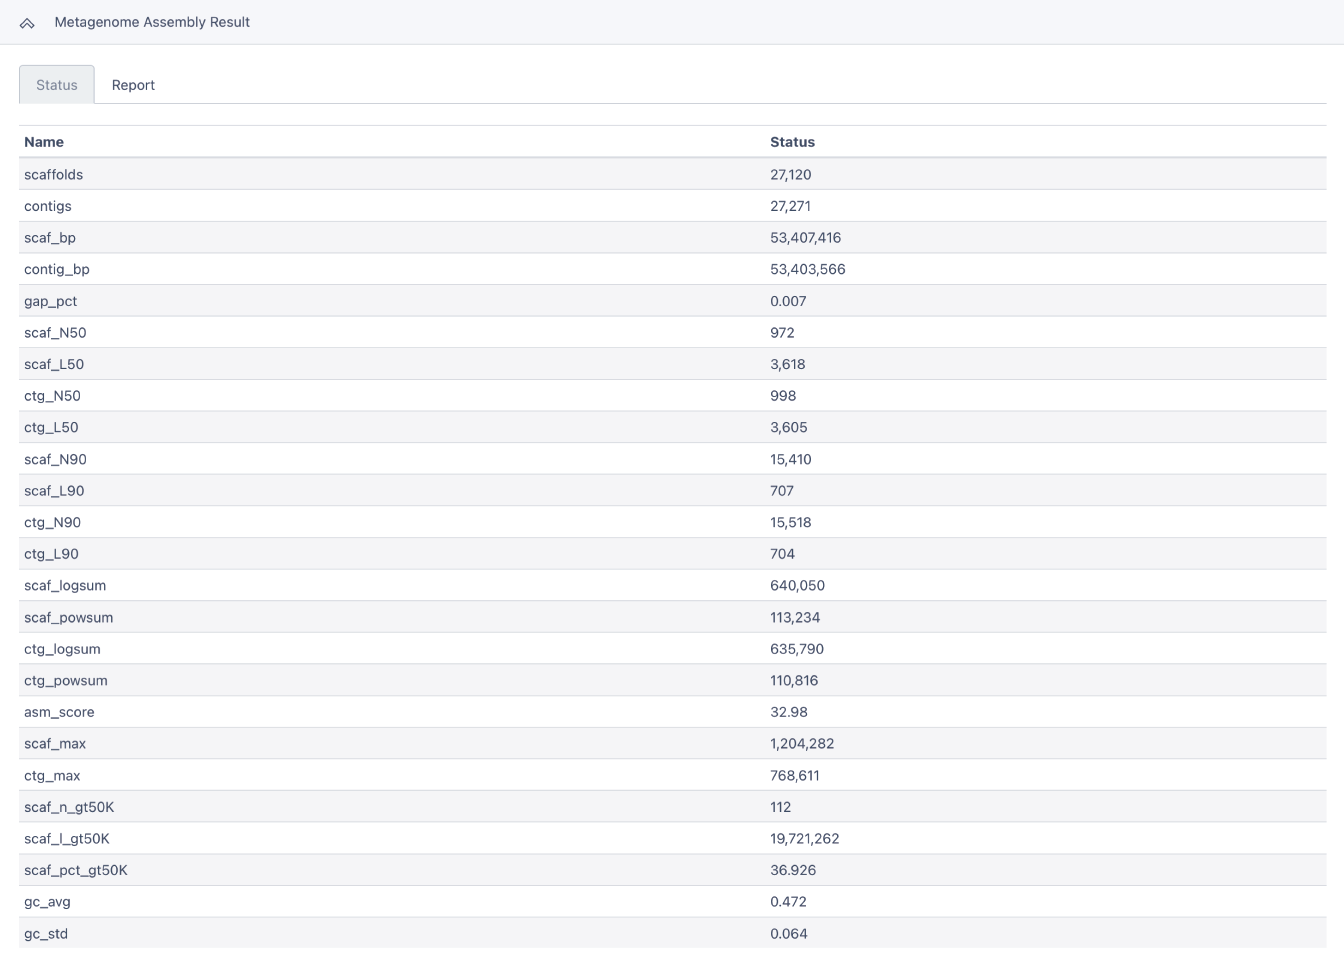 Metagenome Assembly Result
Status Report
Name Status
scaffolds 27,120
contigs 27,271
scaf_bp 53,407,416
contig_bp 53,403,566
gap_pct 0.007
scaf_N50 972
scaf_L50 3,618
ctg_N50 998
ctg_L50 3,605
scaf_N90 15,410
scaf_L90 707
ctg_N90 15,518
ctg_L90 704
scaf_logsum 640,050
scaf_powsum 113,234
ctg_logsum 635,790
ctg_powsum 110,816
asm_score 32.98
scaf_max 1,204,282
ctg_max 768,611
scaf_n_gt50K 112
scaf_l_gt50K 19,721,262
scaf_pct_gt50K 36.926
gc_avg 0.472
gc_std 0.064